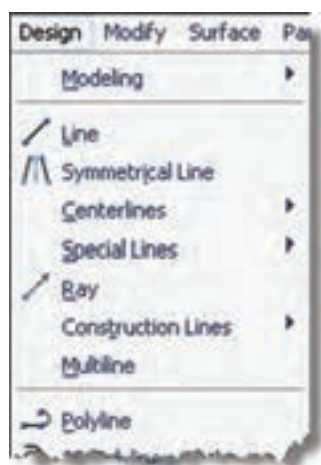 Design Modify Surface
Modeling
Line
Symmetrical Line
Centerlines
Special Lines
Ray
Construction Lines
Multiline
Polyline